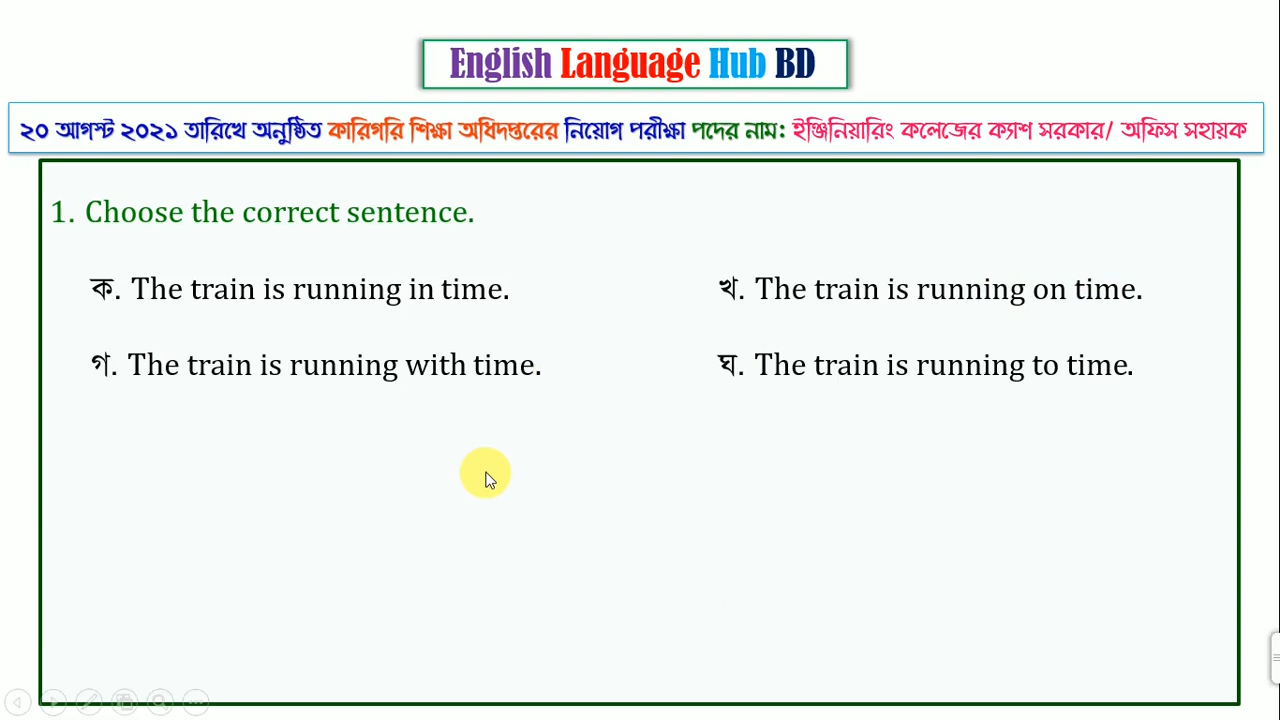 English Language Hub BD
২০ আগস্ট ২০২১ তারিখে অনুষ্ঠিত কারিগরি শিক্ষা অধিদপ্তরের নিয়োগ পরীক্ষা পদের নাম: ইঞ্জিনিয়ারিং কলেজের ক্যাশ সরকার/ অফিস সহায়ক
1. Choose the correct sentence.
ক. The train is running in time. খ. The train is running on time.
গ. The train is running with time. ঘ. The train is running to time.